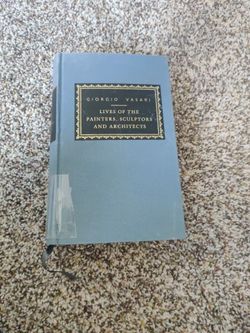 GIORGIO VASARI
LIVES OF THE
PAINTERS, SCULPTORS
AND ARCHITECTS